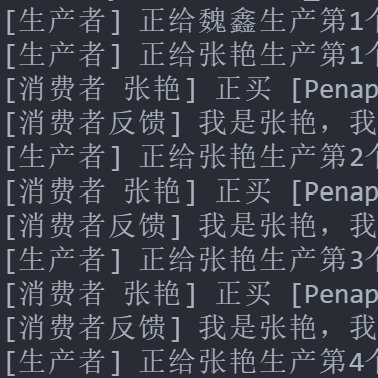 [生产者] 正给魏鑫生产第1个
[生产者] 正给张艳生产第1个
[消费者 张艳] 正买 [Penap
[消费者反馈] 我是张艳，我
[生产者] 正给张艳生产第2个
[消费者 张艳] 正买 [Penap
[消费者反馈] 我是张艳，我
[生产者] 正给张艳生产第3个
[消费者 张艳] 正买 [Penap
[消费者反馈] 我是张艳，我
[生产者] 正给张艳生产第4个